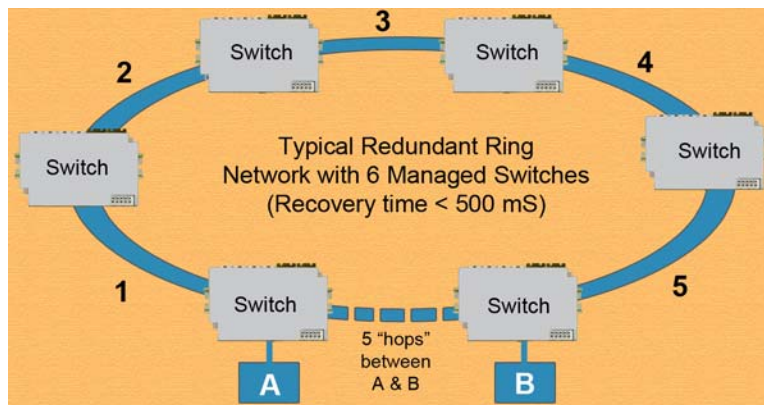 3
Switch
Switch
2
4
Switch
Switch
Typical Redundant Ring
Network with 6 Managed Switches
(Recovery time < 500 mS)
1
5
Switch
Switch
5 “hops”
between
A & B
A
B